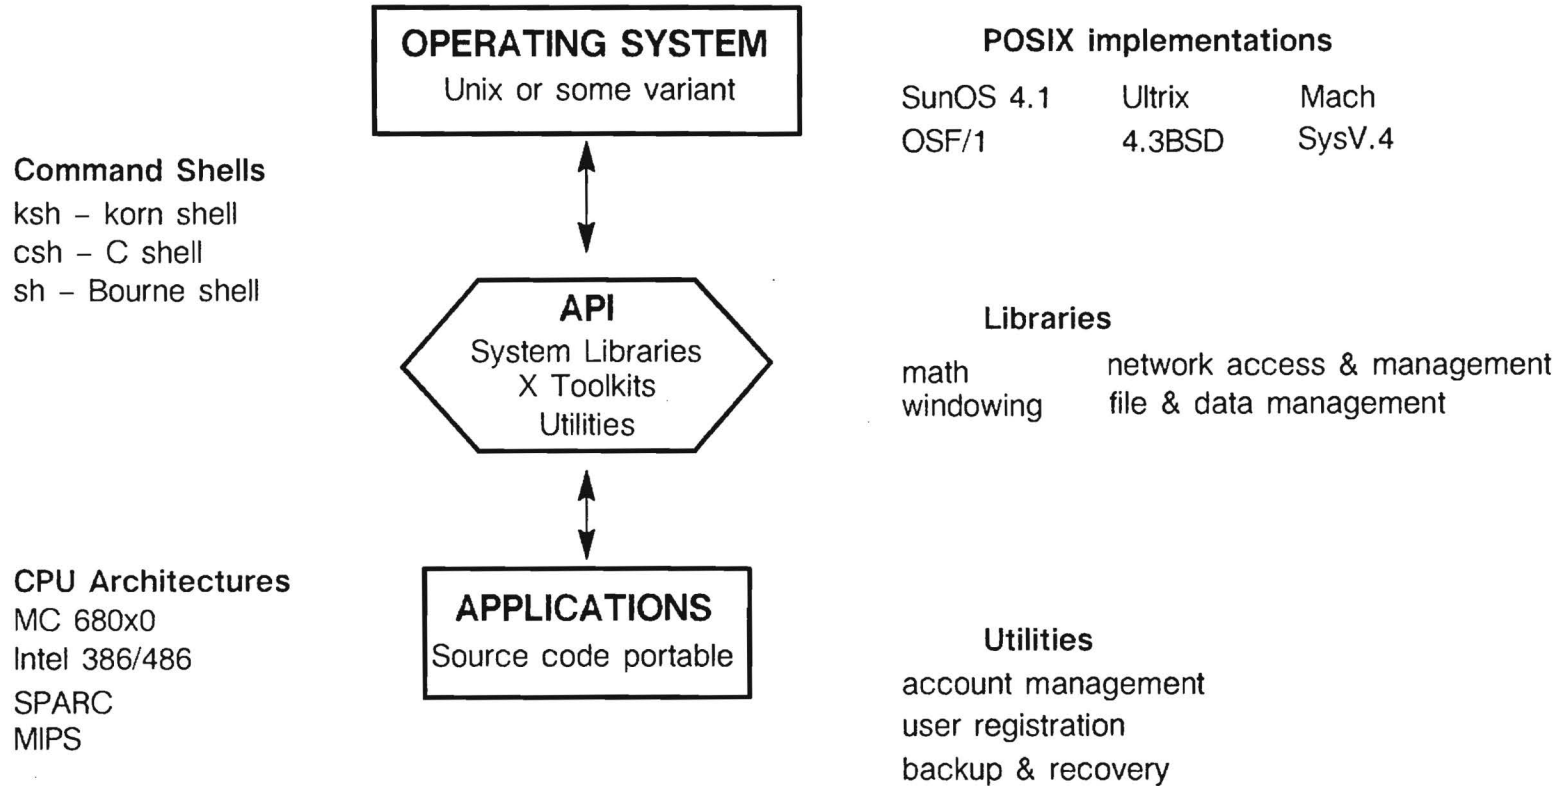 OPERATING SYSTEM
Unix or some variant
POSIX implementations
SunOS 4.1 Ultrix Mach
OSF/1 4.3BSD SysV.4
Command Shells
ksh – korn shell
csh – C shell
sh – Bourne shell
API
System Libraries
X Toolkits
Utilities
Libraries
math network access & management
windowing file & data management
CPU Architectures
MC 680x0
Intel 386/486
SPARC
MIPS
APPLICATIONS
Source code portable
Utilities
account management
user registration
backup & recovery